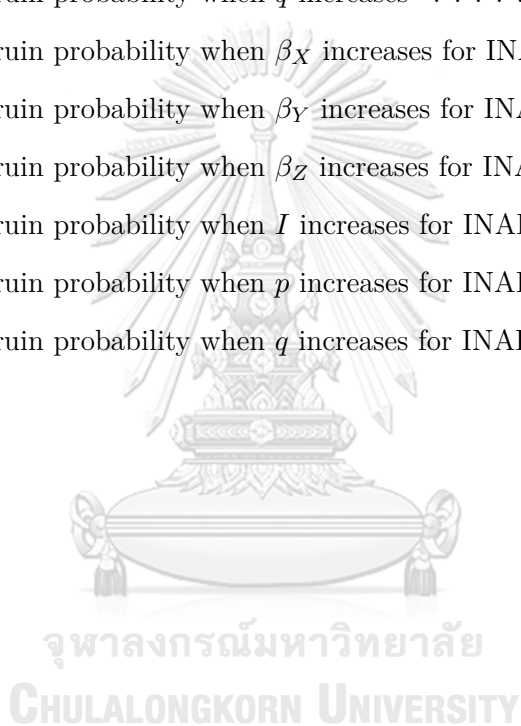 ruin probability when q increases . . . . .
ruin probability when β_X increases for INA
ruin probability when β_Y increases for INA
ruin probability when β_Z increases for INA
ruin probability when I increases for INA
ruin probability when p increases for INA
ruin probability when q increases for INA
จุฬาลงกรณ์มหาวิทยาลัย
CHULALONGKORN UNIVERSITY